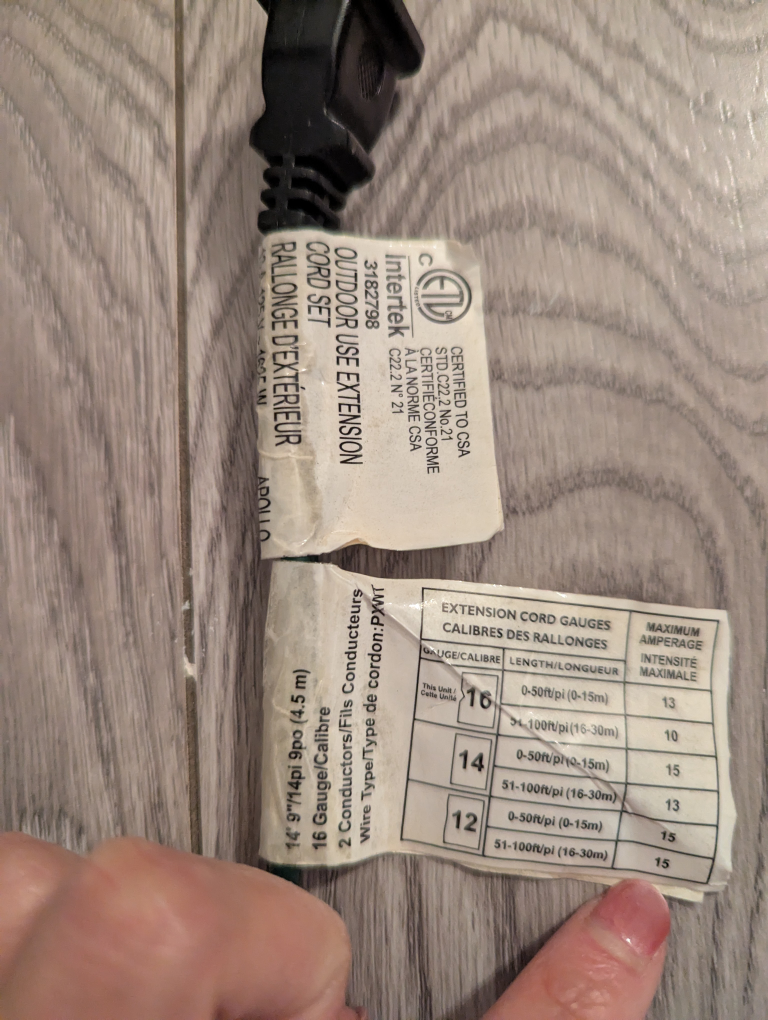 C ETL CM
Intertek
3182798
OUTDOOR USE EXTENSION
CORD SET
RALLONGE D'EXTÉRIEUR
APOLLO
CERTIFIED TO CSA
STD.C22.2 No.21
CERTIFIÉCONFORME
À LA NORME CSA
C22.2 N° 21
14' 9"/14pi 9po (4.5 m)
16 Gauge/Calibre
2 Conductors/Fils Conducteurs
Wire Type/Type de cordon:PXWT
EXTENSION CORD GAUGES
CALIBRES DES RALLONGES
MAXIMUM
AMPERAGE
INTENSITÉ
MAXIMALE
GAUGE/CALIBRE LENGTH/LONGUEUR
This Unit /
Cette Unité
16 0-50ft/pi (0-15m) 13
51-100ft/pi (16-30m) 10
14 0-50ft/pi (0-15m) 15
51-100ft/pi (16-30m) 13
12 0-50ft/pi (0-15m) 15
51-100ft/pi (16-30m) 15